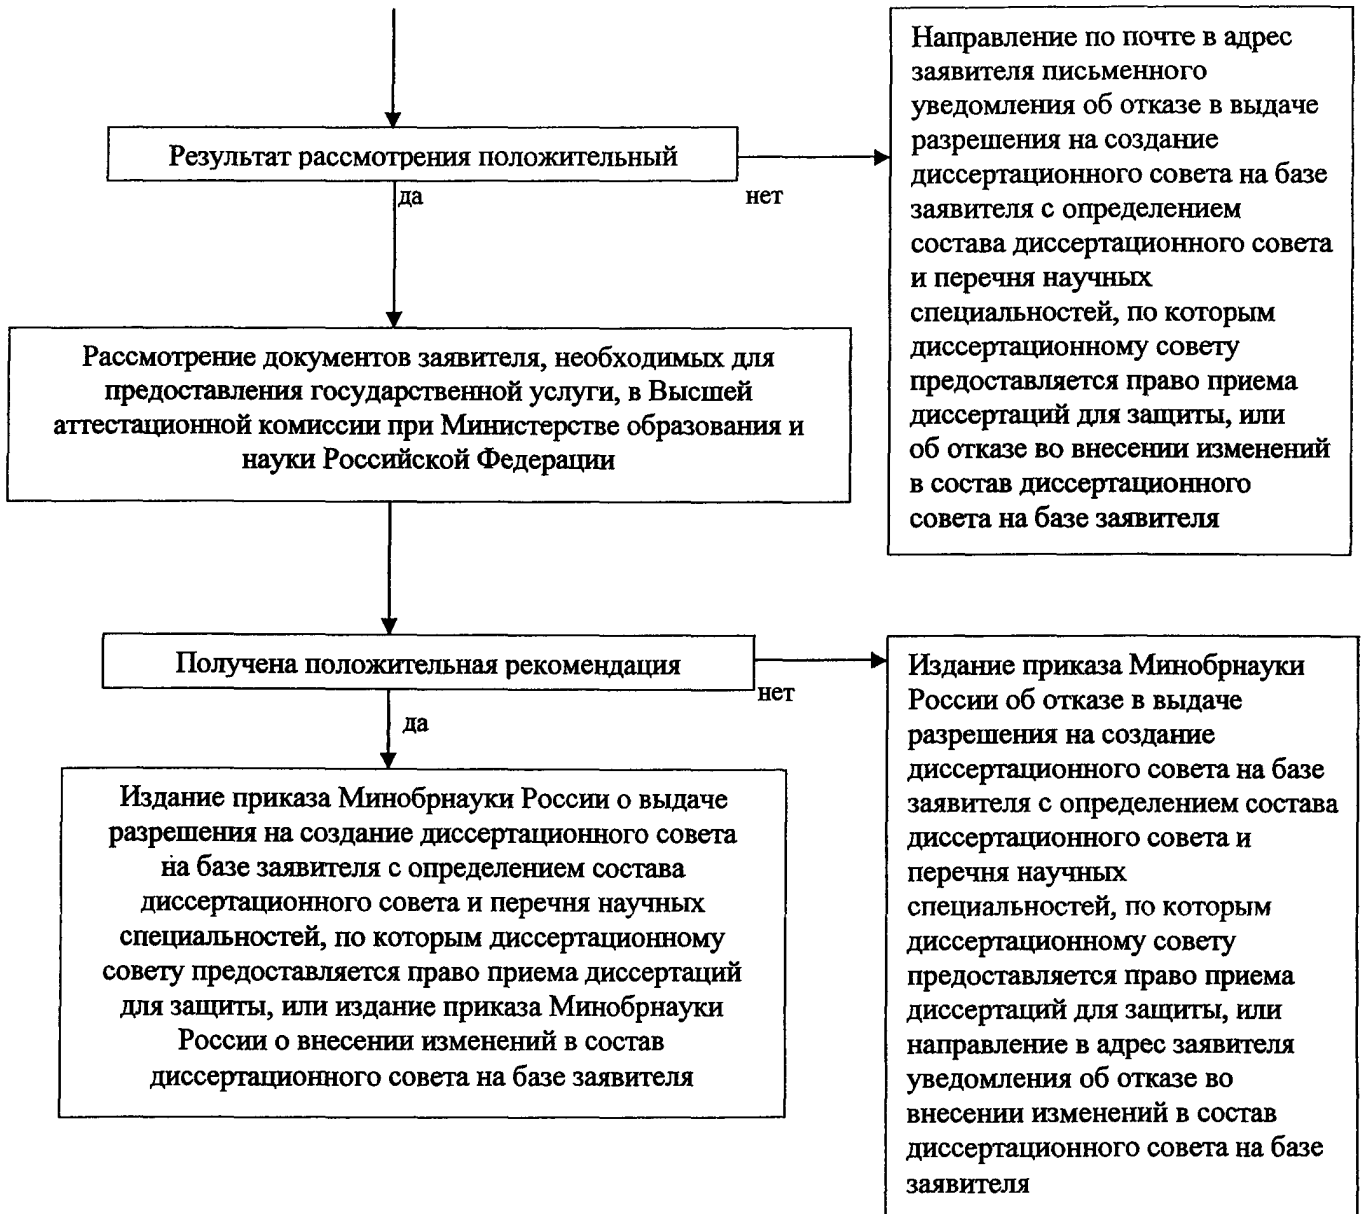 Результат рассмотрения положительный
да
нет
Направление по почте в адрес
заявителя письменного
уведомления об отказе в выдаче
разрешения на создание
диссертационного совета на базе
заявителя с определением
состава диссертационного совета
и перечня научных
специальностей, по которым
диссертационному совету
предоставляется право приема
диссертаций для защиты, или
об отказе во внесении изменений
в состав диссертационного
совета на базе заявителя
Рассмотрение документов заявителя, необходимых для
предоставления государственной услуги, в Высшей
аттестационной комиссии при Министерстве образования и
науки Российской Федерации
Получена положительная рекомендация
да
нет
Издание приказа Минобрнауки
России об отказе в выдаче
разрешения на создание
диссертационного совета на базе
заявителя с определением состава
диссертационного совета и
перечня научных
специальностей, по которым
диссертационному совету
предоставляется право приема
диссертаций для защиты, или
направление в адрес заявителя
уведомления об отказе во
внесении изменений в состав
диссертационного совета на базе
заявителя
Издание приказа Минобрнауки России о выдаче
разрешения на создание диссертационного совета
на базе заявителя с определением состава
диссертационного совета и перечня научных
специальностей, по которым диссертационному
совету предоставляется право приема диссертаций
для защиты, или издание приказа Минобрнауки
России о внесении изменений в состав
диссертационного совета на базе заявителя